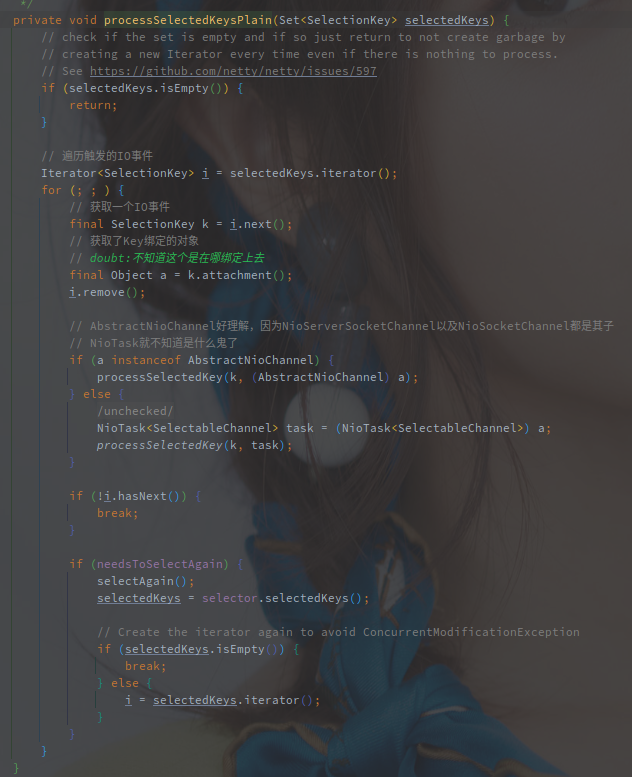 */
private void processSelectedKeysPlain(Set<SelectionKey> selectedKeys) {
// check if the set is empty and if so just return to not create garbage by
// creating a new Iterator every time even if there is nothing to process.
// See https://github.com/netty/netty/issues/597
if (selectedKeys.isEmpty()) {
return;
}
// 遍历触发的IO事件
Iterator<SelectionKey> i = selectedKeys.iterator();
for (; ; ) {
// 获取一个IO事件
final SelectionKey k = i.next();
// 获取了Key绑定的对象
// doubt:不知道这个是在哪绑定上去
final Object a = k.attachment();
i.remove();
// AbstractNioChannel好理解，因为NioServerSocketChannel以及NioSocketChannel都是其子
// NioTask就不知道是什么鬼了
if (a instanceof AbstractNioChannel) {
processSelectedKey(k, (AbstractNioChannel) a);
} else {
/unchecked/
NioTask<SelectableChannel> task = (NioTask<SelectableChannel>) a;
processSelectedKey(k, task);
}
if (!i.hasNext()) {
break;
}
if (needsToSelectAgain) {
selectAgain();
selectedKeys = selector.selectedKeys();
// Create the iterator again to avoid ConcurrentModificationException
if (selectedKeys.isEmpty()) {
break;
} else {
i = selectedKeys.iterator();
}
}
}
}